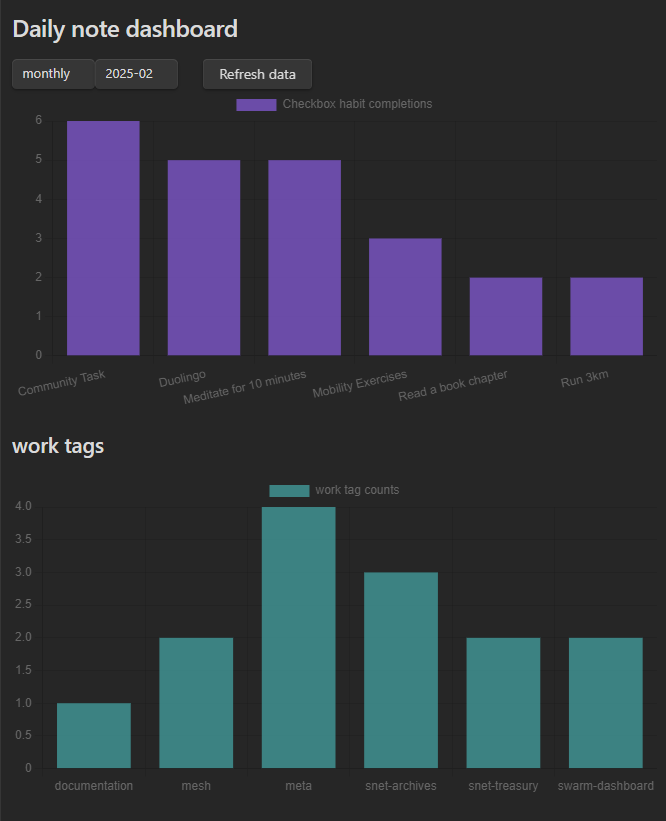 Daily note dashboard
monthly 2025-02 Refresh data
Checkbox habit completions
6
5
4
3
2
1
0
Community Task Duolingo Meditate for 10 minutes Mobility Exercises Read a book chapter Run 3km
work tags
work tag counts
4.0
3.5
3.0
2.5
2.0
1.5
1.0
0.5
0
documentation mesh meta snet-archives snet-treasury swarm-dashboard